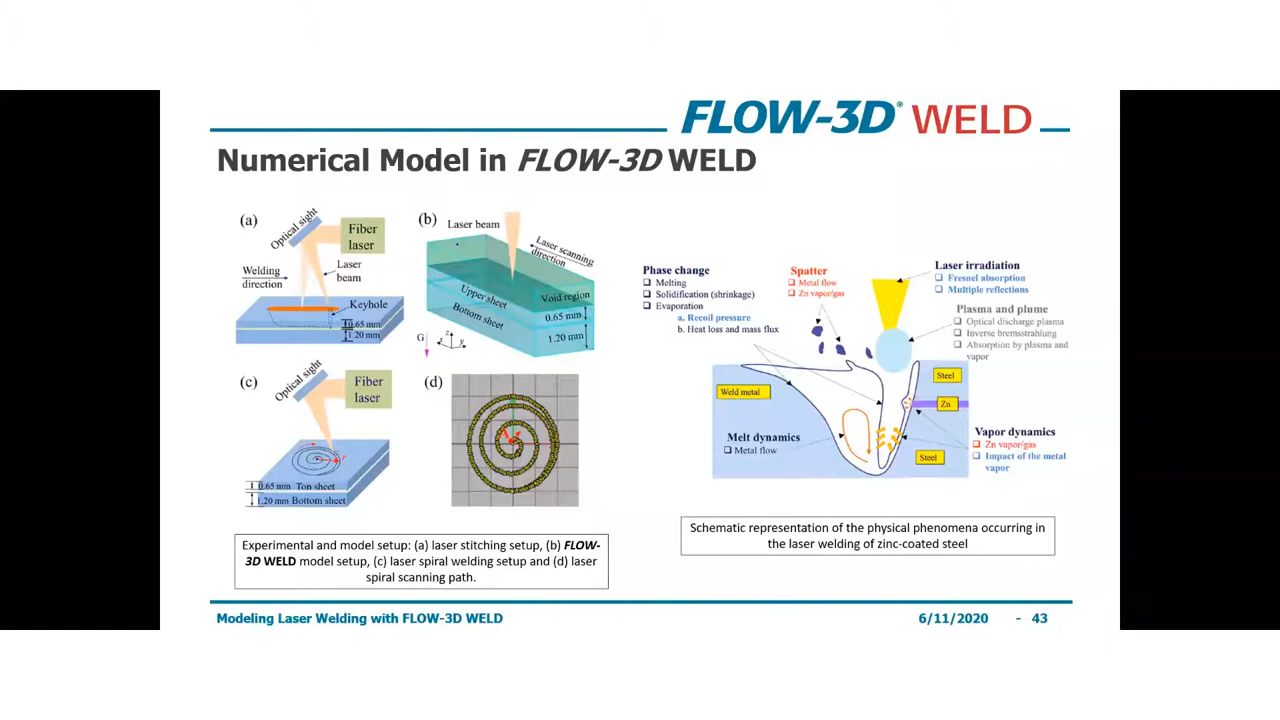 FLOW-3D® WELD
Numerical Model in FLOW-3D WELD
(a)
Optical sight
Fiber
laser
Welding
direction
Laser
beam
Keyhole
0.65 mm
1.20 mm
(b)
Laser beam
Laser scanning
direction
Upper sheet
Bottom sheet
Void region
0.65 mm
1.20 mm
G
z
x
y
(c)
Optical sight
Fiber
laser
r
0.65 mm Top sheet
1.20 mm Bottom sheet
(d)
Experimental and model setup: (a) laser stitching setup, (b) FLOW-
3D WELD model setup, (c) laser spiral welding setup and (d) laser
spiral scanning path.
Phase change
❑ Melting
❑ Solidification (shrinkage)
❑ Evaporation
a. Recoil pressure
b. Heat loss and mass flux
Spatter
❑ Metal flow
❑ Zn vapor/gas
Laser irradiation
❑ Fresnel absorption
❑ Multiple reflections
Plasma and plume
❑ Optical discharge plasma
❑ Inverse bremsstrahlung
❑ Absorption by plasma and
vapor
Weld metal
Steel
Zn
Steel
Melt dynamics
❑ Metal flow
Vapor dynamics
❑ Zn vapor/gas
❑ Impact of the metal
vapor
Schematic representation of the physical phenomena occurring in
the laser welding of zinc-coated steel
Modeling Laser Welding with FLOW-3D WELD
6/11/2020 - 43